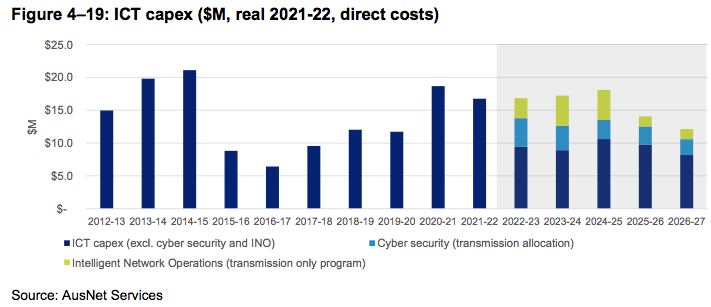 Figure 4–19: ICT capex ($M, real 2021-22, direct costs)
$25.0
$20.0
$15.0
$10.0
$5.0
$-
$M
2012-13 2013-14 2014-15 2015-16 2016-17 2017-18 2018-19 2019-20 2020-21 2021-22 2022-23 2023-24 2024-25 2025-26 2026-27
ICT capex (excl. cyber security and INO) Cyber security (transmission allocation)
Intelligent Network Operations (transmission only program)
Source: AusNet Services